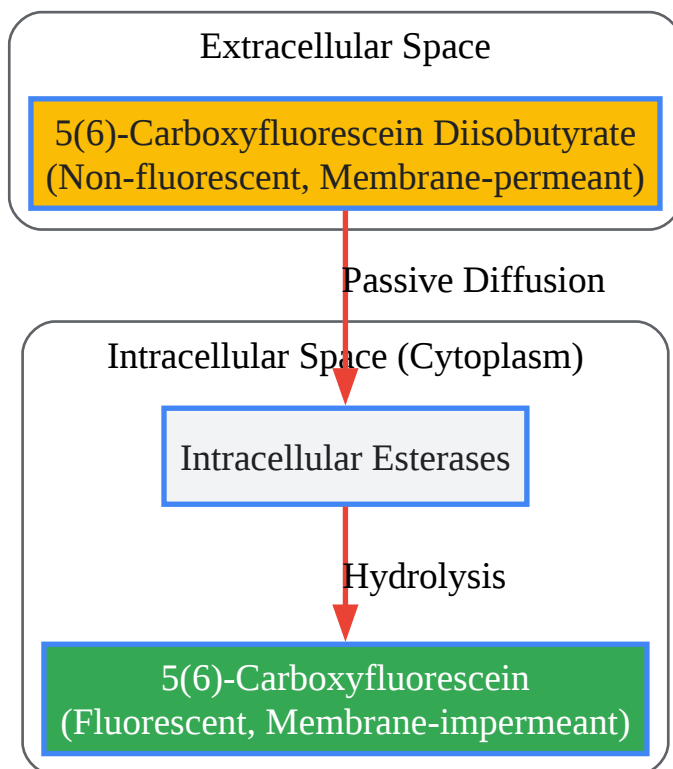 Extracellular Space
5(6)-Carboxyfluorescein Diisobutyrate
(Non-fluorescent, Membrane-permeant)
Passive Diffusion
Intracellular Space (Cytoplasm)
Intracellular Esterases
Hydrolysis
5(6)-Carboxyfluorescein
(Fluorescent, Membrane-impermeant)